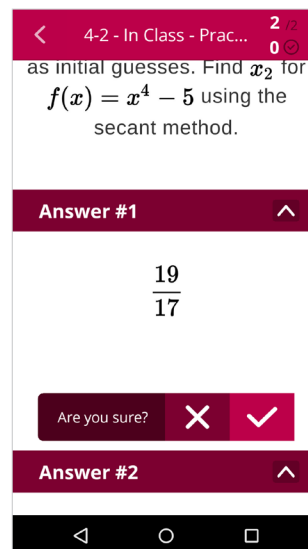 4-2 - In Class - Prac...
2 /2
0
as initial guesses. Find x₂ for
f(x) = x⁴ − 5 using the
secant method.
Answer #1
19
17
Are you sure?
Answer #2